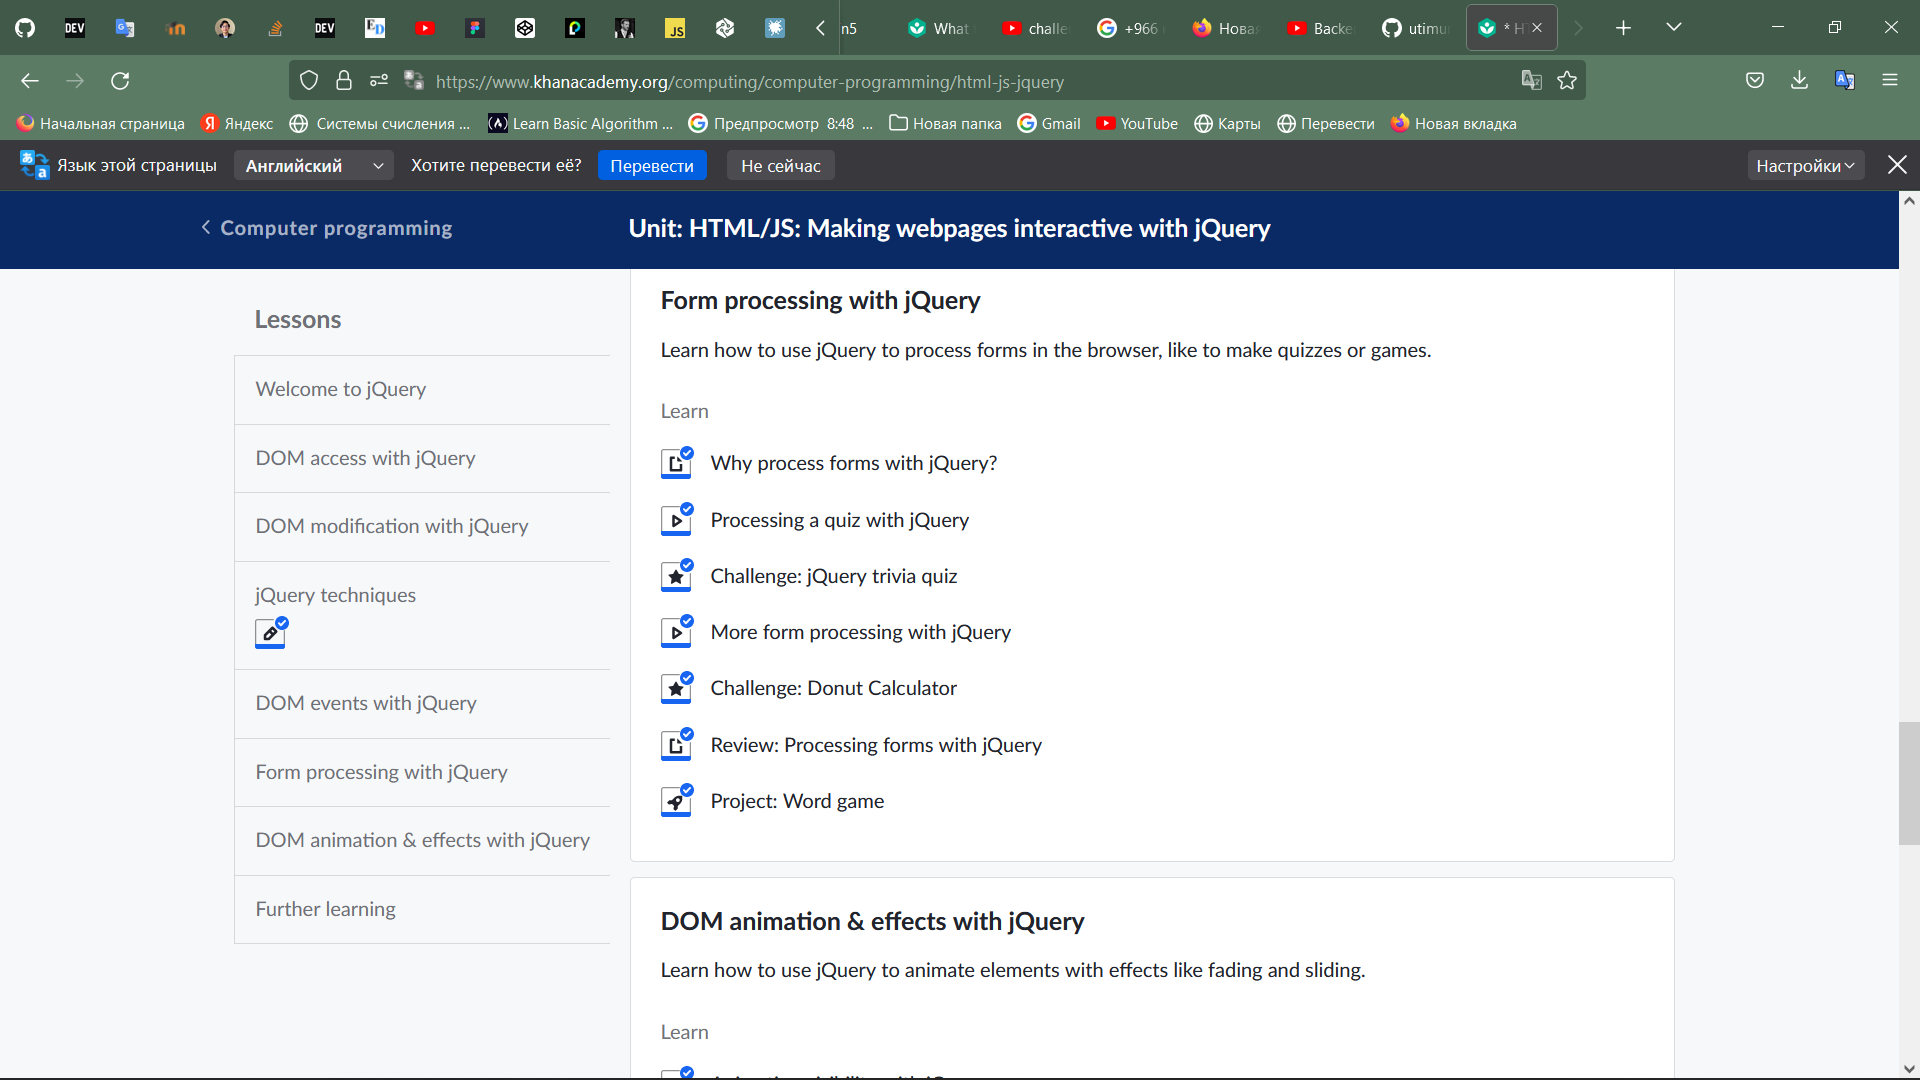 DEV
DEV
ED
JS
n5
What
challe
+966
Нова
Backe
utimu
* H
https://www.khanacademy.org/computing/computer-programming/html-js-jquery
Начальная страница
Яндекс
Системы счисления ...
Learn Basic Algorithm ...
Предпросмотр 8:48 ...
Новая папка
Gmail
YouTube
Карты
Перевести
Новая вкладка
Язык этой страницы
Английский
Хотите перевести её?
Перевести
Не сейчас
Настройки
Computer programming
Unit: HTML/JS: Making webpages interactive with jQuery
Lessons
Welcome to jQuery
DOM access with jQuery
DOM modification with jQuery
jQuery techniques
DOM events with jQuery
Form processing with jQuery
DOM animation & effects with jQuery
Further learning
Form processing with jQuery
Learn how to use jQuery to process forms in the browser, like to make quizzes or games.
Learn
Why process forms with jQuery?
Processing a quiz with jQuery
Challenge: jQuery trivia quiz
More form processing with jQuery
Challenge: Donut Calculator
Review: Processing forms with jQuery
Project: Word game
DOM animation & effects with jQuery
Learn how to use jQuery to animate elements with effects like fading and sliding.
Learn